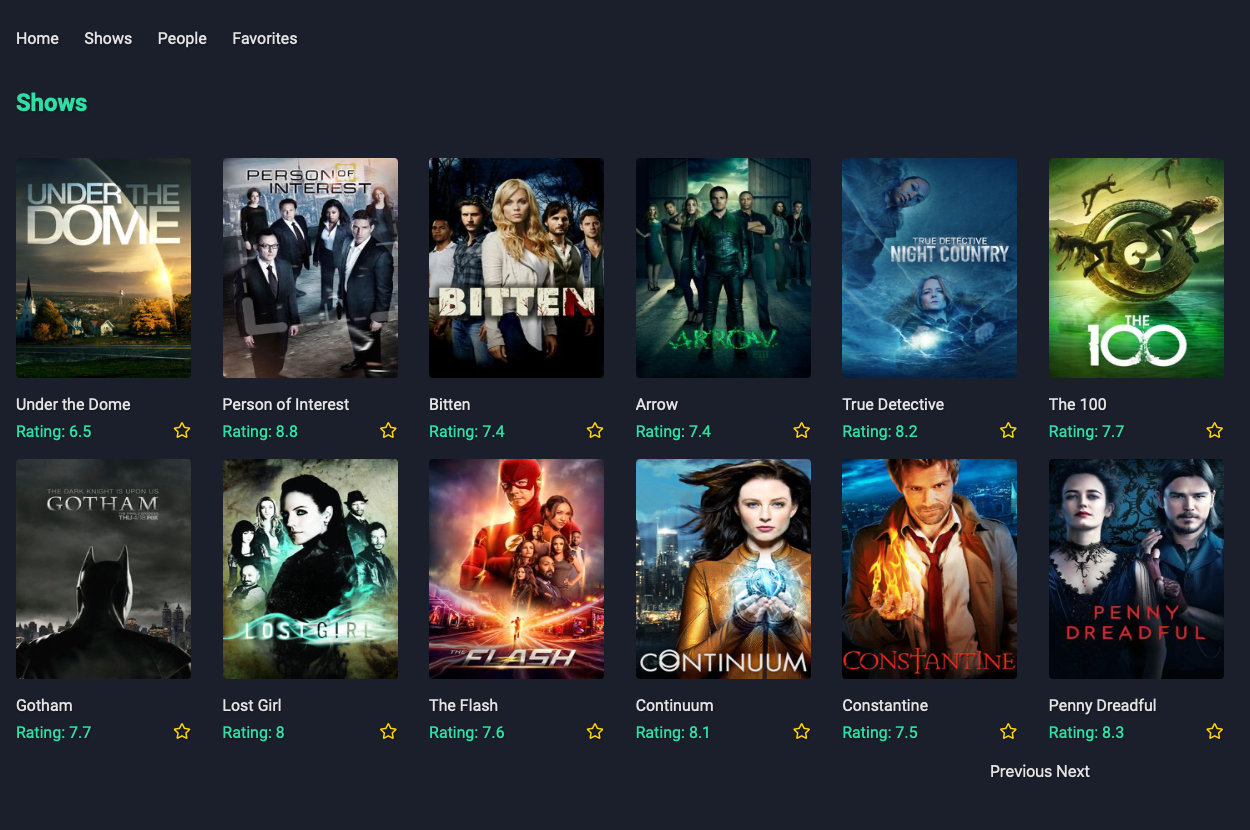 Home Shows People Favorites
Shows
UNDER THE
DOME
PERSON OF
INTEREST
BITTEN
ARROW
TRUE DETECTIVE
NIGHT COUNTRY
THE
100
Under the Dome
Rating: 6.5
Person of Interest
Rating: 8.8
Bitten
Rating: 7.4
Arrow
Rating: 7.4
True Detective
Rating: 8.2
The 100
Rating: 7.7
THE DARK KNIGHT IS UPON US
GOTHAM
LOST GIRL
THE FLASH
CONTINUUM
CONSTANTINE
PENNY
DREADFUL
Gotham
Rating: 7.7
Lost Girl
Rating: 8
The Flash
Rating: 7.6
Continuum
Rating: 8.1
Constantine
Rating: 7.5
Penny Dreadful
Rating: 8.3
Previous Next